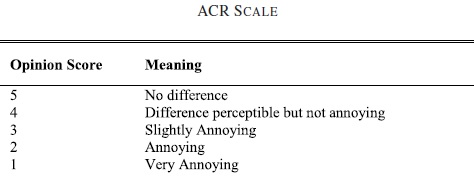 ACR SCALE
Opinion Score Meaning
5 No difference
4 Difference perceptible but not annoying
3 Slightly Annoying
2 Annoying
1 Very Annoying